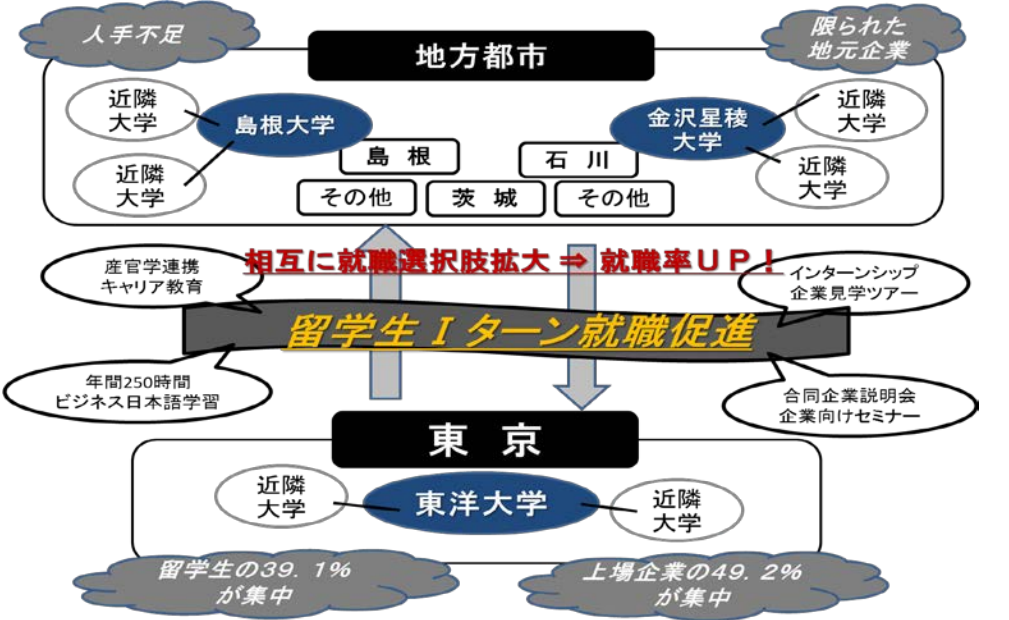 人手不足
地方都市
限られた
地元企業
近隣
大学
島根大学
近隣
大学
金沢星稜
大学
近隣
大学
近隣
大学
島 根
石 川
その他
茨 城
その他
相互に就職選択肢拡大 ⇒ 就職率UP!
産官学連携
キャリア教育
インターンシップ
企業見学ツアー
留学生Iターン就職促進
年間250時間
ビジネス日本語学習
合同企業説明会
企業向けセミナー
東 京
近隣
大学
東洋大学
近隣
大学
留学生の39.1%
が集中
上場企業の49.2%
が集中